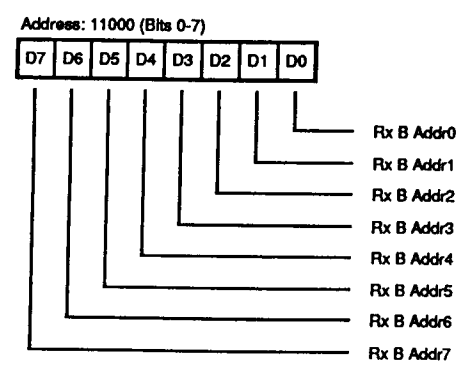 Address: 11000 (Bits 0-7)
D7 D6 D5 D4 D3 D2 D1 D0
Rx B Addr0
Rx B Addr1
Rx B Addr2
Rx B Addr3
Rx B Addr4
Rx B Addr5
Rx B Addr6
Rx B Addr7